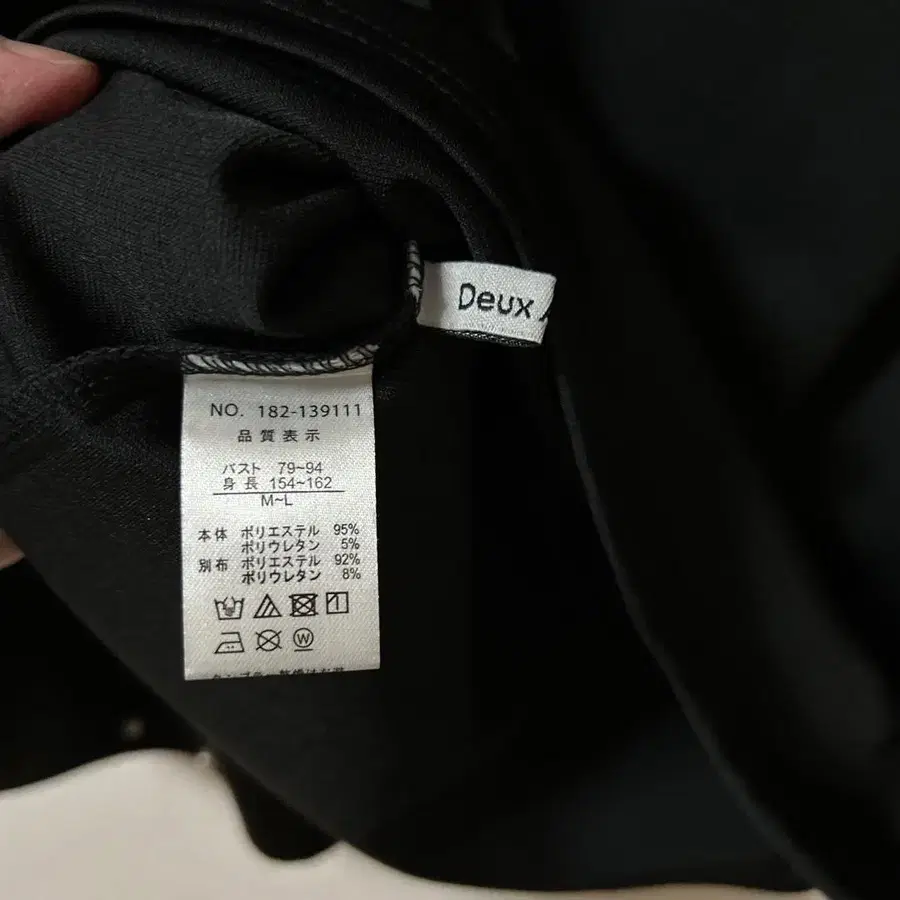 Deux
NO. 182-139111
品質表示
バスト 79~94
身長 154~162
M~L
本体 ポリエステル 95%
ポリウレタン 5%
別布 ポリエステル 92%
ポリウレタン 8%
W